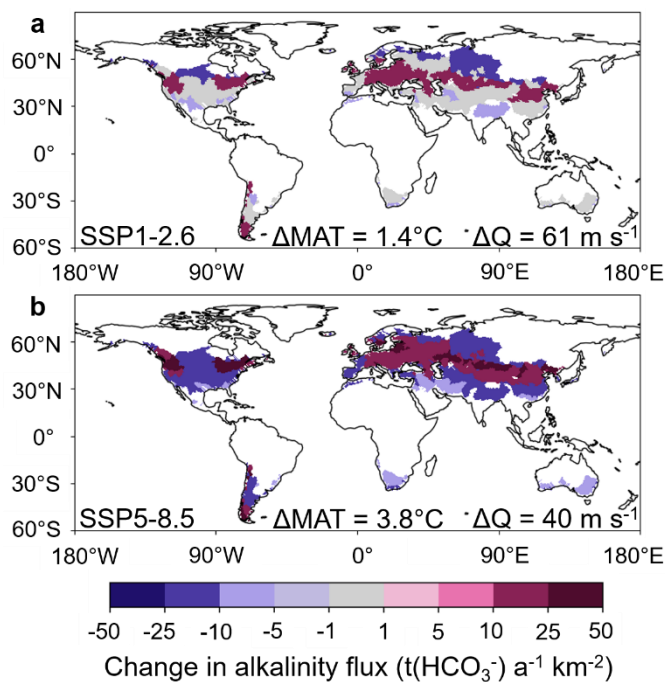 a
60°N
30°N
0°
30°S
60°S
SSP1-2.6 ΔMAT = 1.4°C ΔQ = 61 m s⁻¹
180°W 90°W 0° 90°E 180°E
b
60°N
30°N
0°
30°S
60°S
SSP5-8.5 ΔMAT = 3.8°C ΔQ = 40 m s⁻¹
180°W 90°W 0° 90°E 180°E
-50 -25 -10 -5 -1 1 5 10 25 50
Change in alkalinity flux (t(HCO₃⁻) a⁻¹ km⁻²)